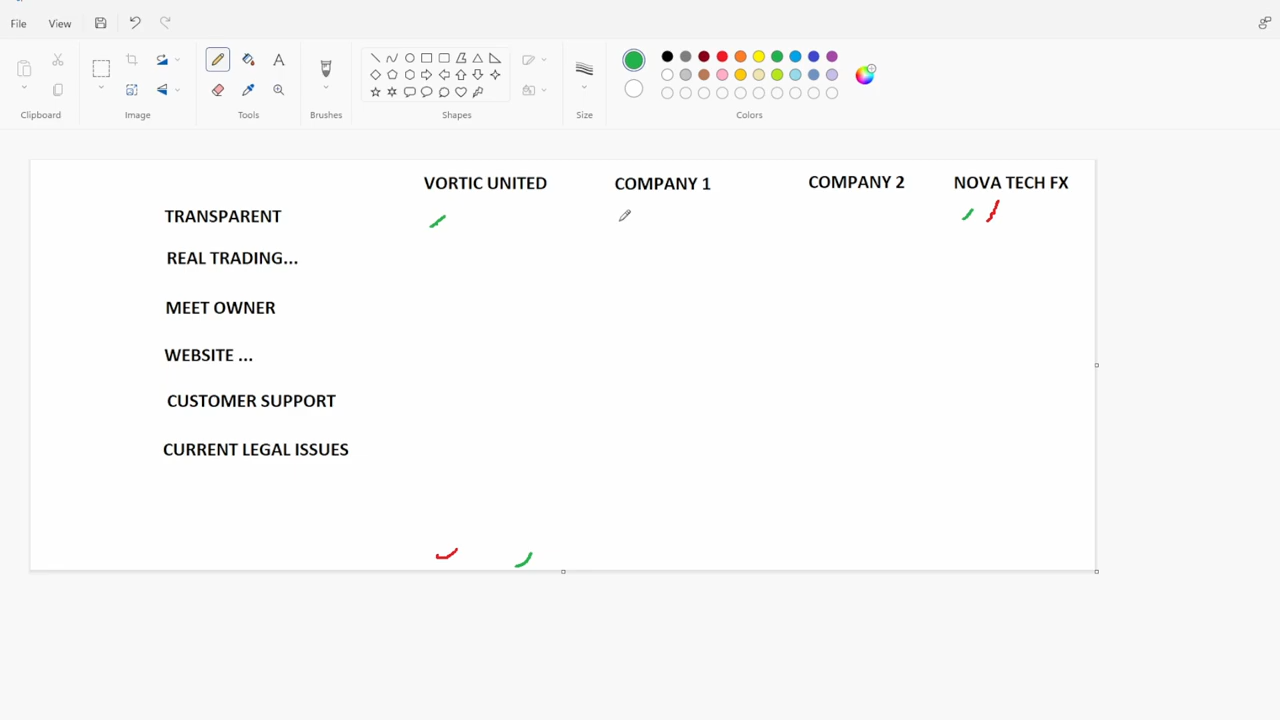 File View
Clipboard Image Tools Brushes Shapes Size Colors
VORTIC UNITED COMPANY 1 COMPANY 2 NOVA TECH FX
TRANSPARENT
REAL TRADING...
MEET OWNER
WEBSITE ...
CUSTOMER SUPPORT
CURRENT LEGAL ISSUES